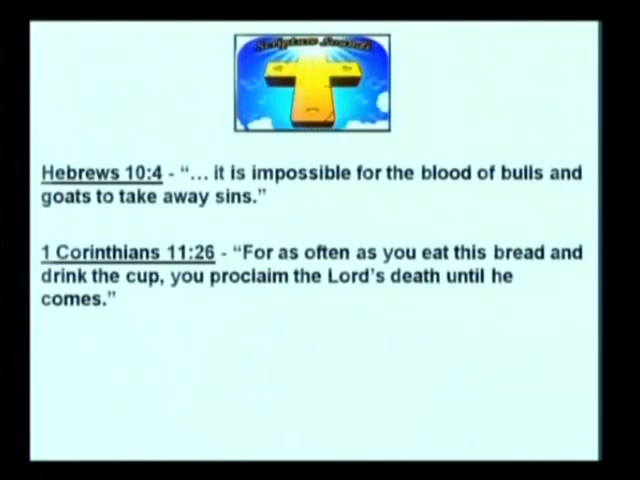 Scripture Search
Hebrews 10:4 - “… it is impossible for the blood of bulls and
goats to take away sins.”
1 Corinthians 11:26 - “For as often as you eat this bread and
drink the cup, you proclaim the Lord’s death until he
comes.”